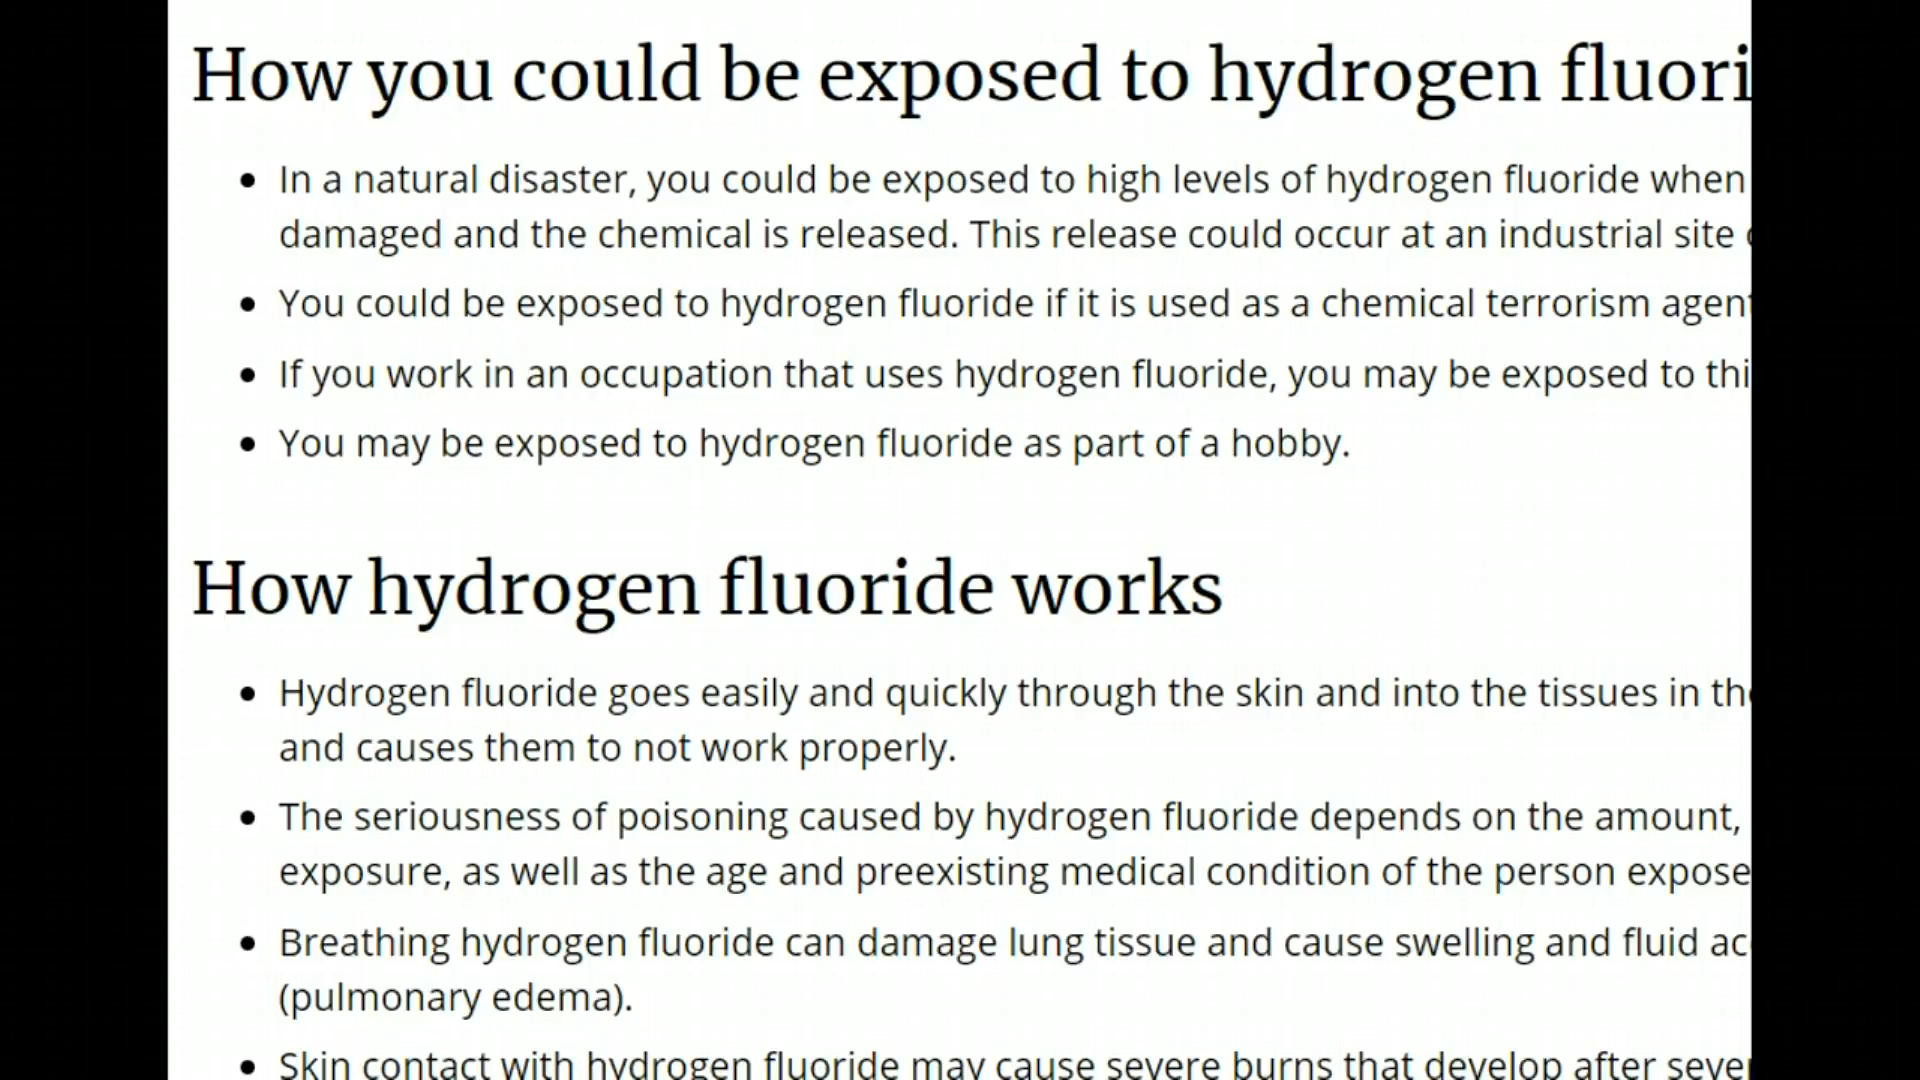 How you could be exposed to hydrogen fluori
In a natural disaster, you could be exposed to high levels of hydrogen fluoride when
damaged and the chemical is released. This release could occur at an industrial site
You could be exposed to hydrogen fluoride if it is used as a chemical terrorism agent
If you work in an occupation that uses hydrogen fluoride, you may be exposed to thi
You may be exposed to hydrogen fluoride as part of a hobby.
How hydrogen fluoride works
Hydrogen fluoride goes easily and quickly through the skin and into the tissues in the
and causes them to not work properly.
The seriousness of poisoning caused by hydrogen fluoride depends on the amount,
exposure, as well as the age and preexisting medical condition of the person expose
Breathing hydrogen fluoride can damage lung tissue and cause swelling and fluid ac
(pulmonary edema).
Skin contact with hydrogen fluoride may cause severe burns that develop after sever